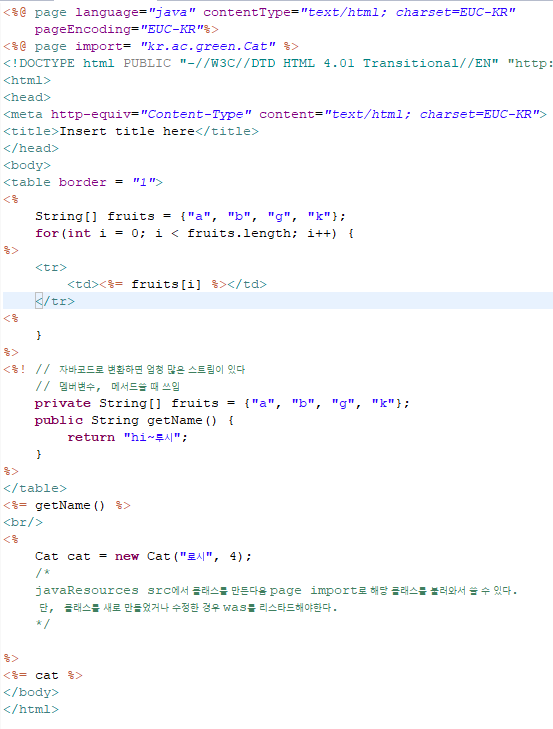 <%@ page language="java" contentType="text/html; charset=EUC-KR"
    pageEncoding="EUC-KR"%>
<%@ page import= "kr.ac.green.Cat" %>
<!DOCTYPE html PUBLIC "-//W3C//DTD HTML 4.01 Transitional//EN" "http:
<html>
<head>
<meta http-equiv="Content-Type" content="text/html; charset=EUC-KR">
<title>Insert title here</title>
</head>
<body>
<table border = "1">
<%
    String[] fruits = {"a", "b", "g", "k"};
    for(int i = 0; i < fruits.length; i++) {
%>
    <tr>
        <td><%= fruits[i] %></td>
    </tr>
<%
    }
%>
<%! // 자바코드로 변환하면 엄청 많은 스트림이 있다
    // 멤버변수, 메서드쓸 때 쓰임
    private String[] fruits = {"a", "b", "g", "k"};
    public String getName() {
        return "hi~루시";
    }
%>
</table>
<%= getName() %>
<br/>
<%
    Cat cat = new Cat("로시", 4);
    /*
    javaResources src에서 클래스를 만든다음 page import로 해당 클래스를 불러와서 쓸 수 있다.
    단, 클래스를 새로 만들었거나 수정한 경우 was를 리스타드해야한다.
    */

%>
<%= cat %>
</body>
</html>